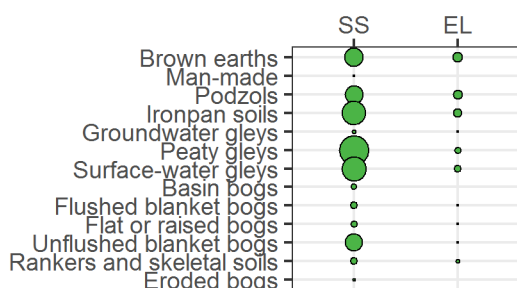 SS EL
Brown earths
Man-made
Podzols
Ironpan soils
Groundwater gleys
Peaty gleys
Surface-water gleys
Basin bogs
Flushed blanket bogs
Flat or raised bogs
Unflushed blanket bogs
Rankers and skeletal soils
Eroded bogs